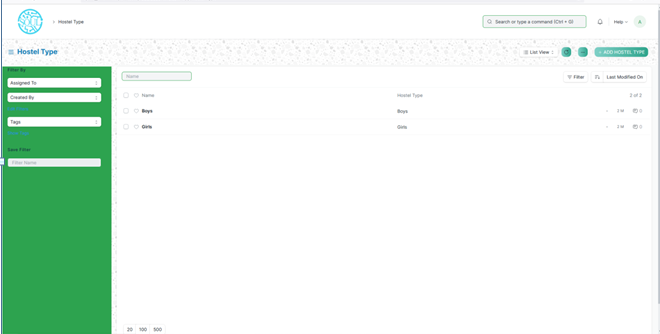 Hostel Type
Search or type a command (Ctrl + G)
Help
A
Hostel Type
List View
+ ADD HOSTEL TYPE
Filter By
Assigned To
Created By
Tags
Save Filter
Filter Name
Name
Filter
Last Modified On
Name
Hostel Type
2 of 2
Boys
Boys
2 M
0
Girls
Girls
2 M
0
20
100
500